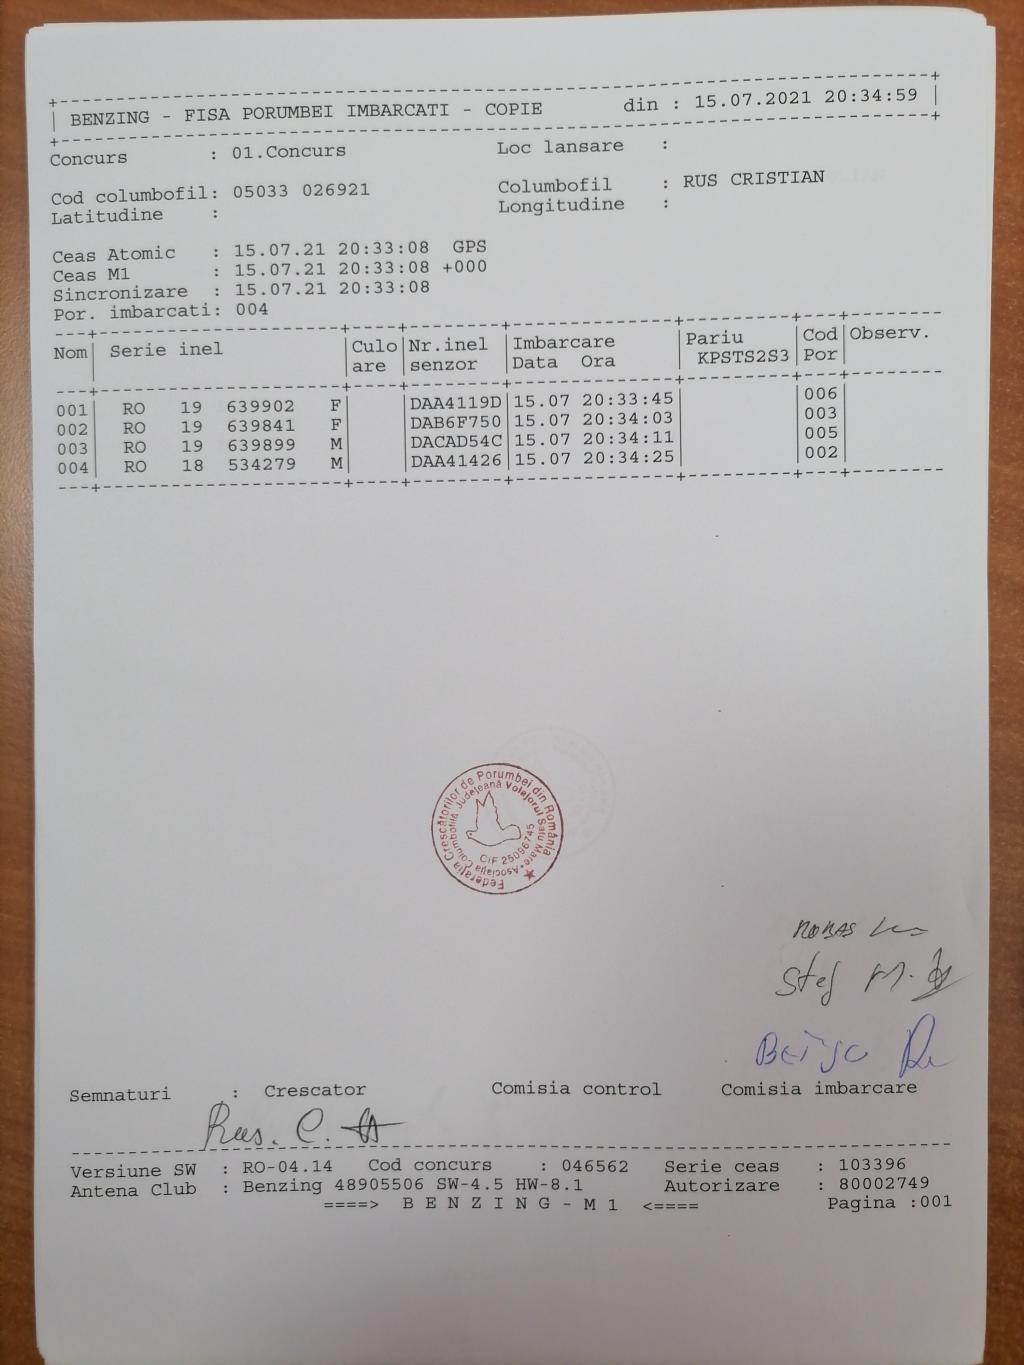 BENZING - FISA PORUMBEI IMBARCATI - COPIE din : 15.07.2021 20:34:59
Concurs : 01.Concurs Loc lansare :
Cod columbofil: 05033 026921 Columbofil : RUS CRISTIAN
Latitudine : Longitudine :
Ceas Atomic : 15.07.21 20:33:08 GPS
Ceas M1 : 15.07.21 20:33:08 +000
Sincronizare : 15.07.21 20:33:08
Por. imbarcati: 004
Nom Serie inel Culo Nr.inel Imbarcare Pariu Cod Observ.
are senzor Data Ora KPSTS2S3 Por
001 RO 19 639902 F DAA4119D 15.07 20:33:45 006
002 RO 19 639841 F DAB6F750 15.07 20:34:03 003
003 RO 19 639899 M DACAD54C 15.07 20:34:11 005
004 RO 18 534279 M DAA41426 15.07 20:34:25 002
Federaţia Crescătorilor de Porumbei din România
Asociaţia Columbofilă Judeţeană Voiajorul Satu Mare
CIF 25096745
Stej M.
Semnaturi : Crescator Comisia control Comisia imbarcare
Rus. C.
Versiune SW : RO-04.14 Cod concurs : 046562 Serie ceas : 103396
Antena Club : Benzing 48905506 SW-4.5 HW-8.1 Autorizare : 80002749
====> B E N Z I N G - M 1 <==== Pagina :001